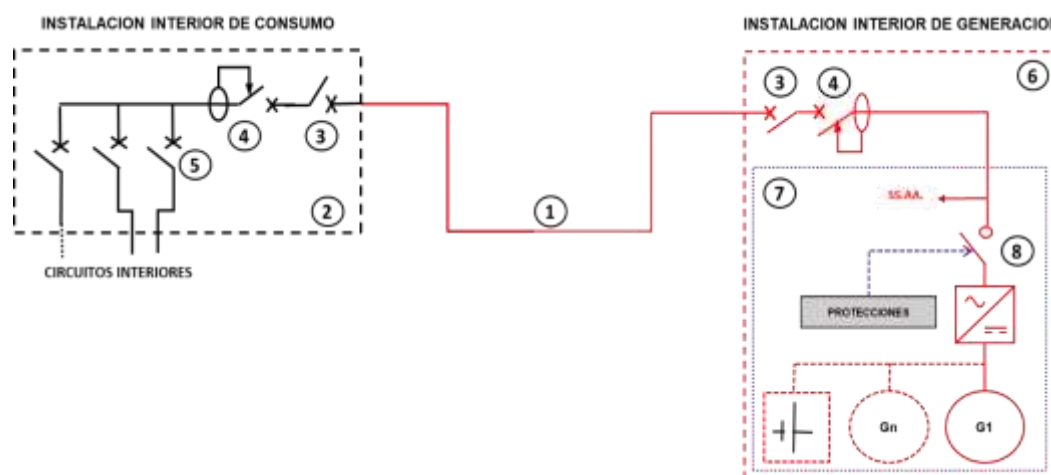 INSTALACION INTERIOR DE CONSUMO
INSTALACION INTERIOR DE GENERACION
4
3
5
2
CIRCUITOS INTERIORES
1
3
4
6
7
SS.AA.
8
PROTECCIONES
Gn
G1